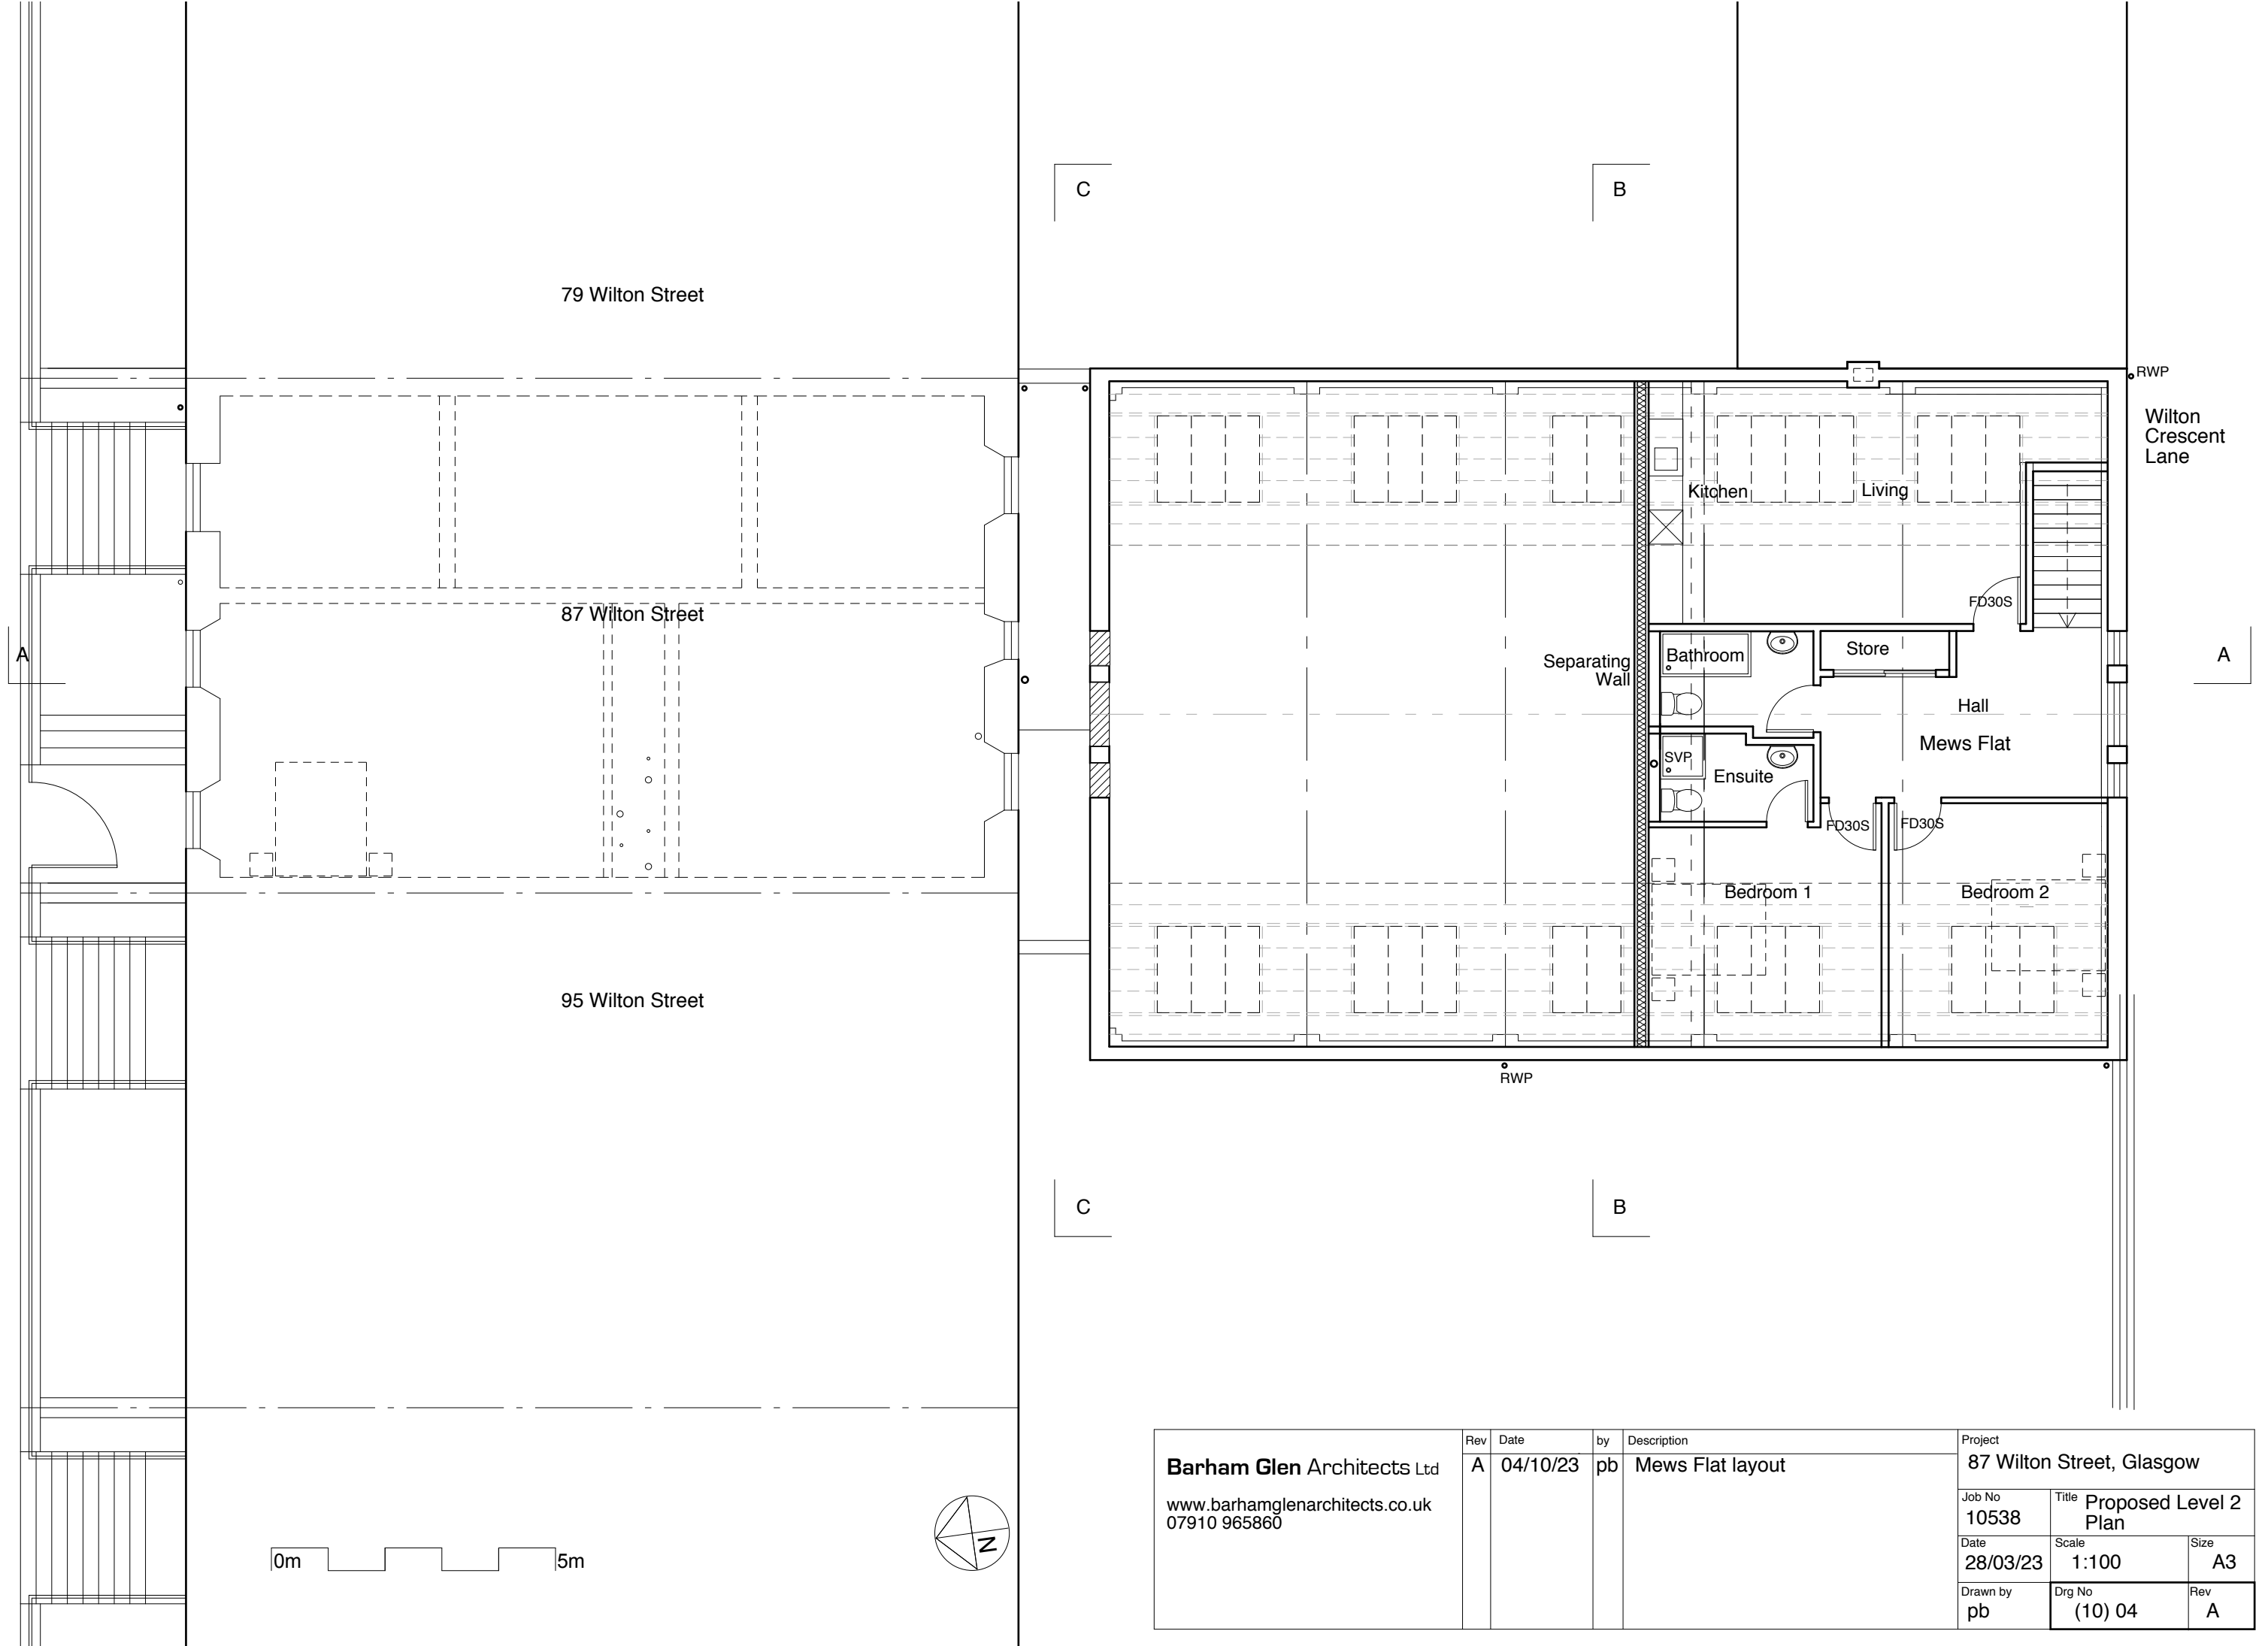 C
B
79 Wilton Street
RWP
Wilton
Crescent
Lane
Kitchen
Living
FD30S
87 Wilton Street
A
Separating
Wall
Bathroom
Store
A
Hall
Mews Flat
SVP
Ensuite
FD30S
FD30S
Bedroom 1
Bedroom 2
95 Wilton Street
RWP
C
B
0m
5m
N
Barham Glen Architects Ltd
www.barhamglenarchitects.co.uk
07910 965860
Rev Date by Description
A 04/10/23 pb Mews Flat layout
Project
87 Wilton Street, Glasgow
Job No
10538
Title Proposed Level 2
Plan
Date
28/03/23
Scale
1:100
Size
A3
Drawn by
pb
Drg No
(10) 04
Rev
A